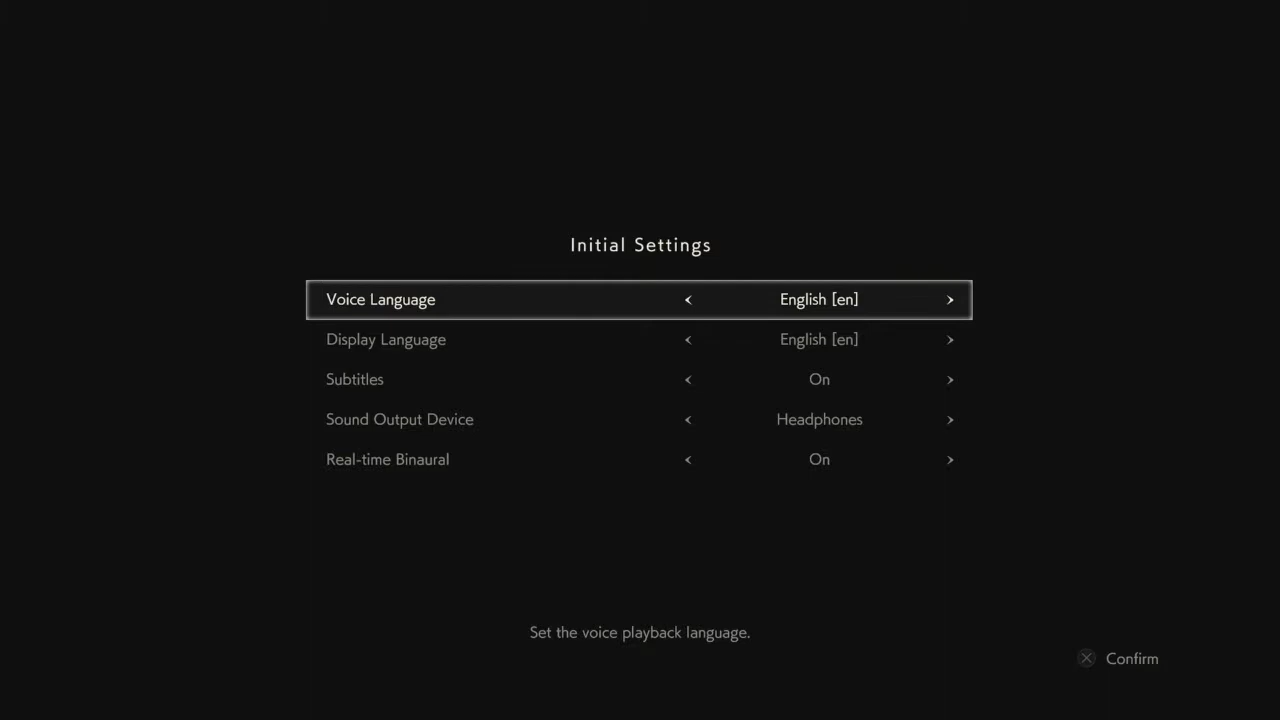 Initial Settings
Voice Language < English [en] >
Display Language < English [en] >
Subtitles < On >
Sound Output Device < Headphones >
Real-time Binaural < On >
Set the voice playback language.
Confirm